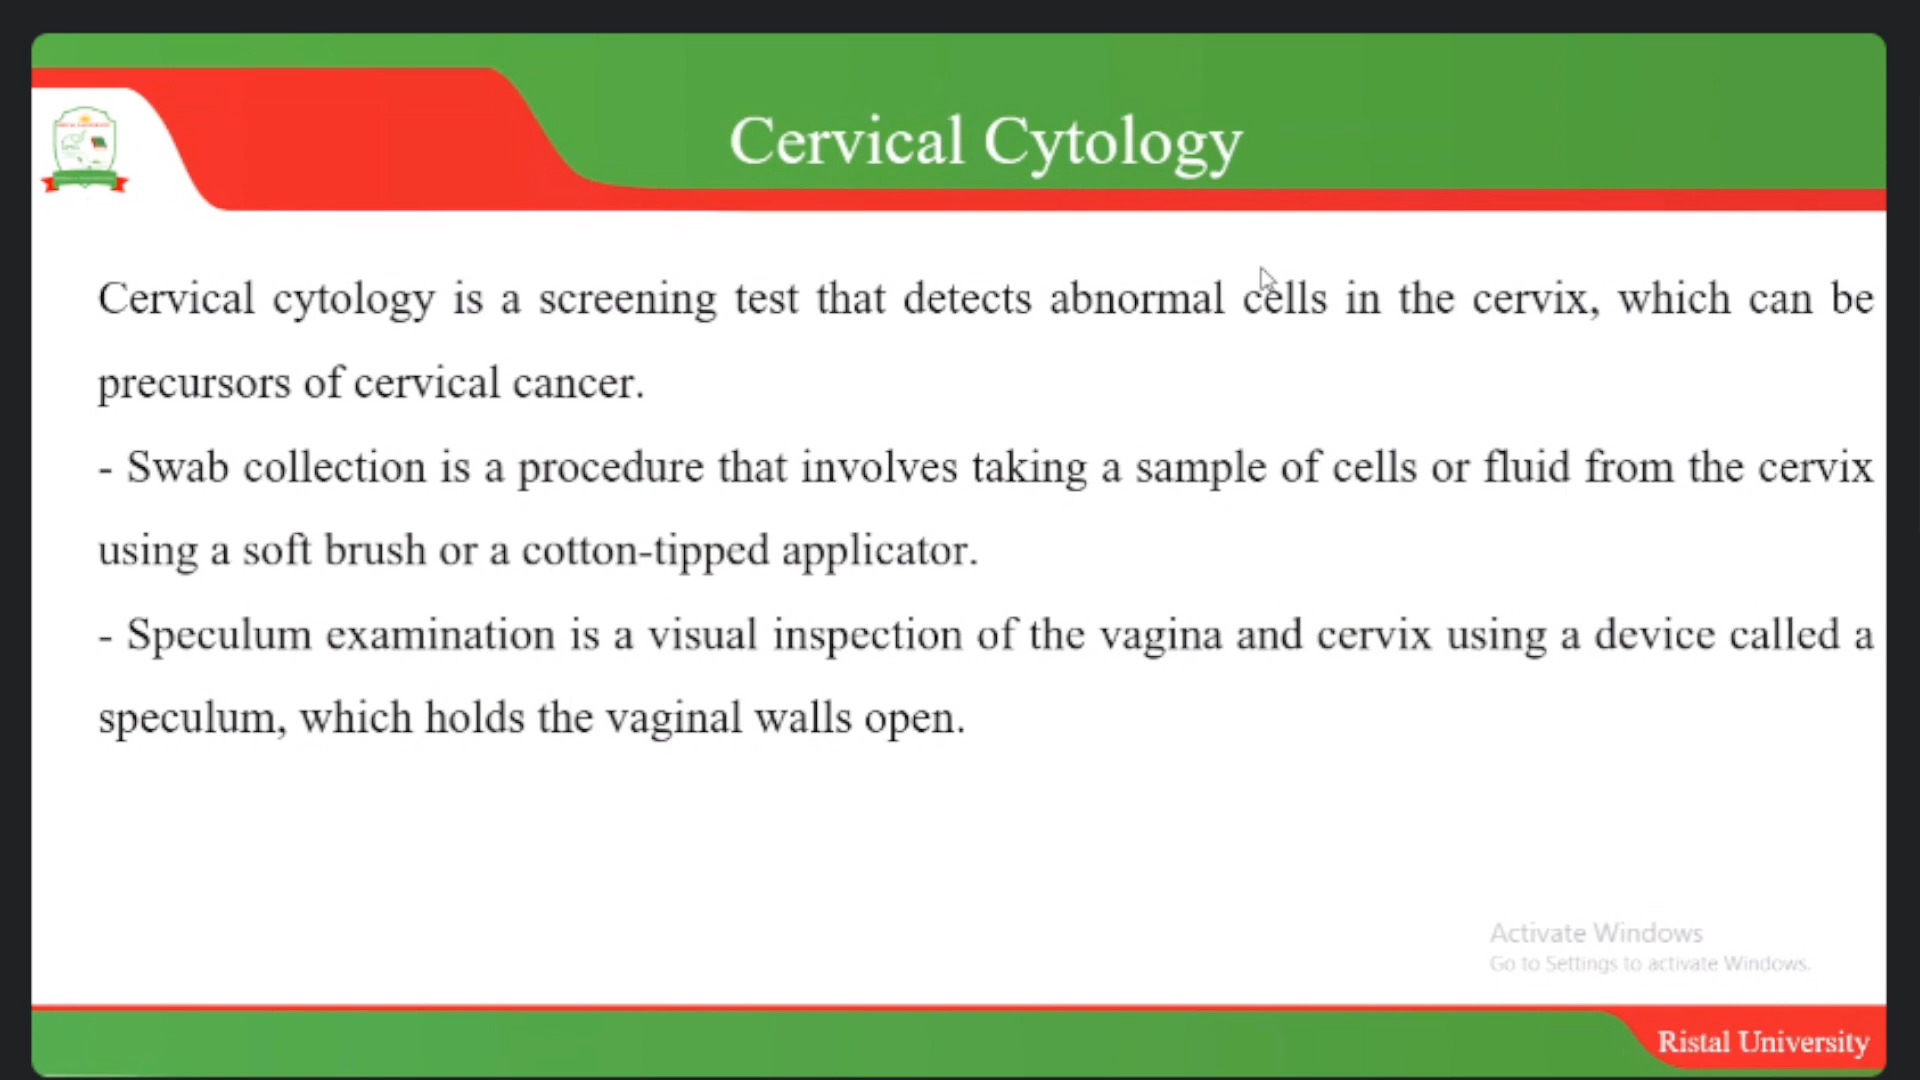 Cervical Cytology
Cervical cytology is a screening test that detects abnormal cells in the cervix, which can be
precursors of cervical cancer.
- Swab collection is a procedure that involves taking a sample of cells or fluid from the cervix
using a soft brush or a cotton-tipped applicator.
- Speculum examination is a visual inspection of the vagina and cervix using a device called a
speculum, which holds the vaginal walls open.
Activate Windows
Go to Settings to activate Windows.
Ristal University